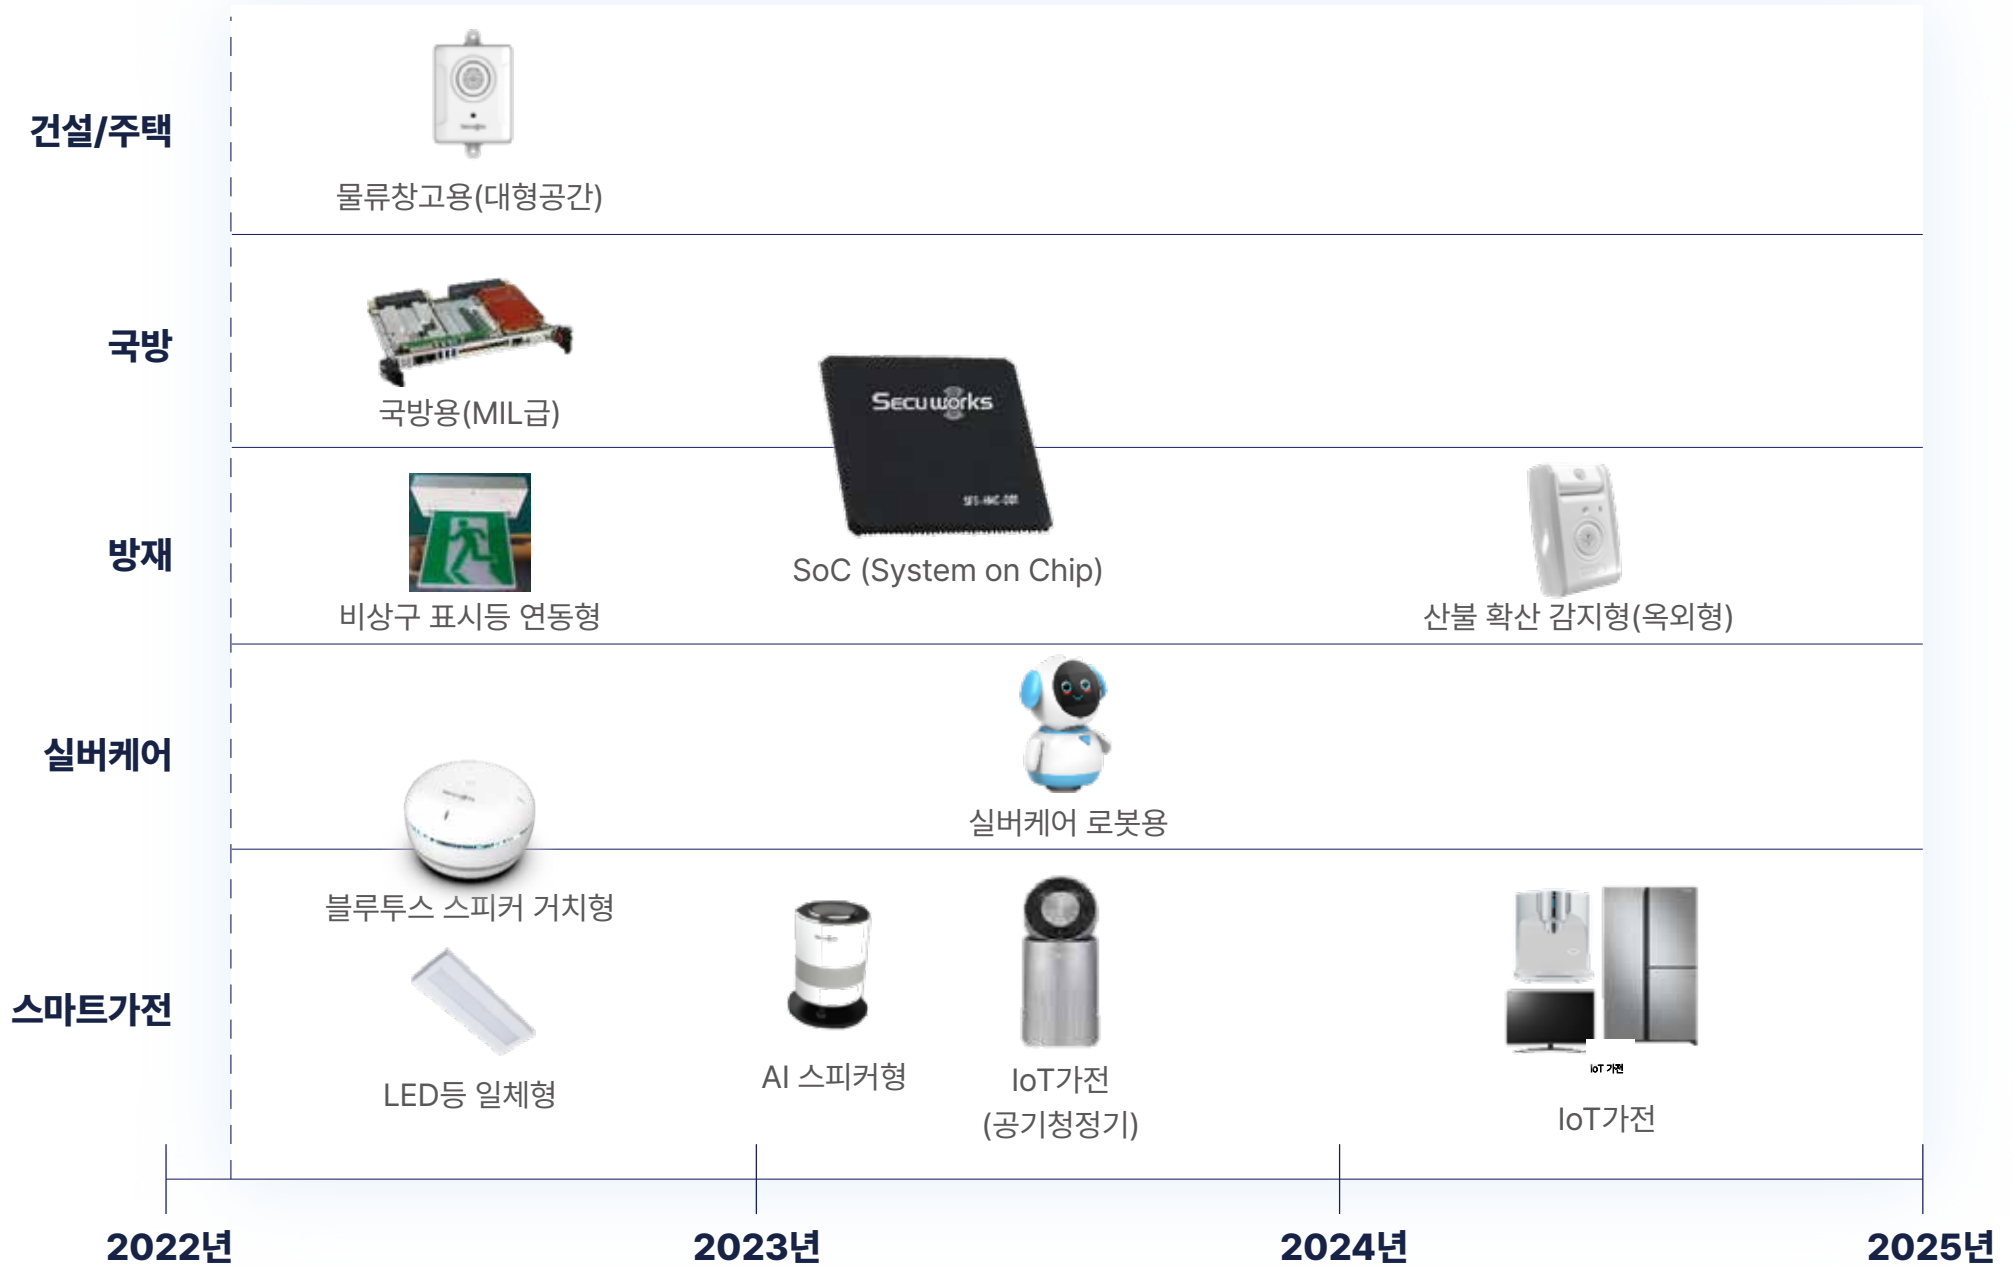 건설/주택
물류창고용(대형공간)
국방
국방용(MIL급)
SECUWORKS
SFS-HWC-001
SoC (System on Chip)
방재
비상구 표시등 연동형
산불 확산 감지형(옥외형)
실버케어
실버케어 로봇용
블루투스 스피커 거치형
스마트가전
LED등 일체형
AI 스피커형
IoT가전
(공기청정기)
IoT 가전
IoT가전
2022년
2023년
2024년
2025년